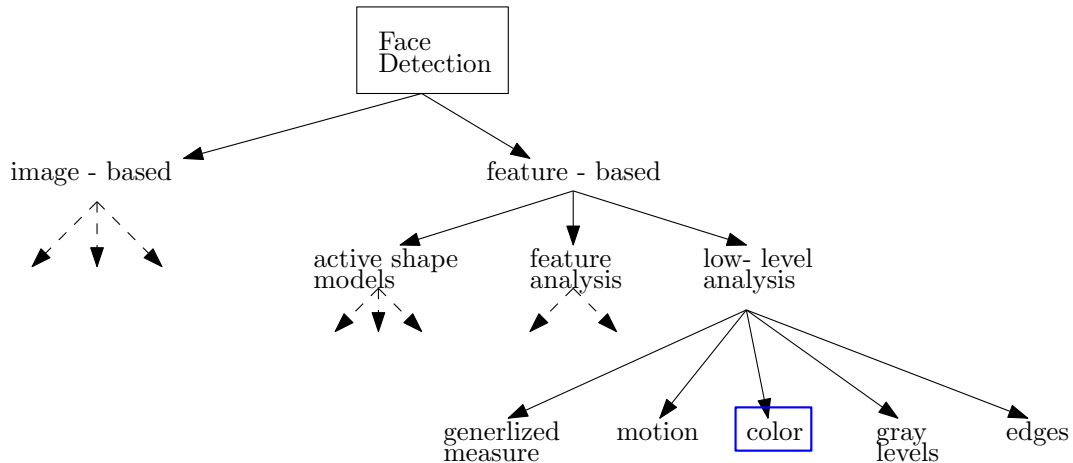 Face
Detection
image - based
feature - based
active shape
models
feature
analysis
low- level
analysis
generlized
measure
motion
color
gray
levels
edges